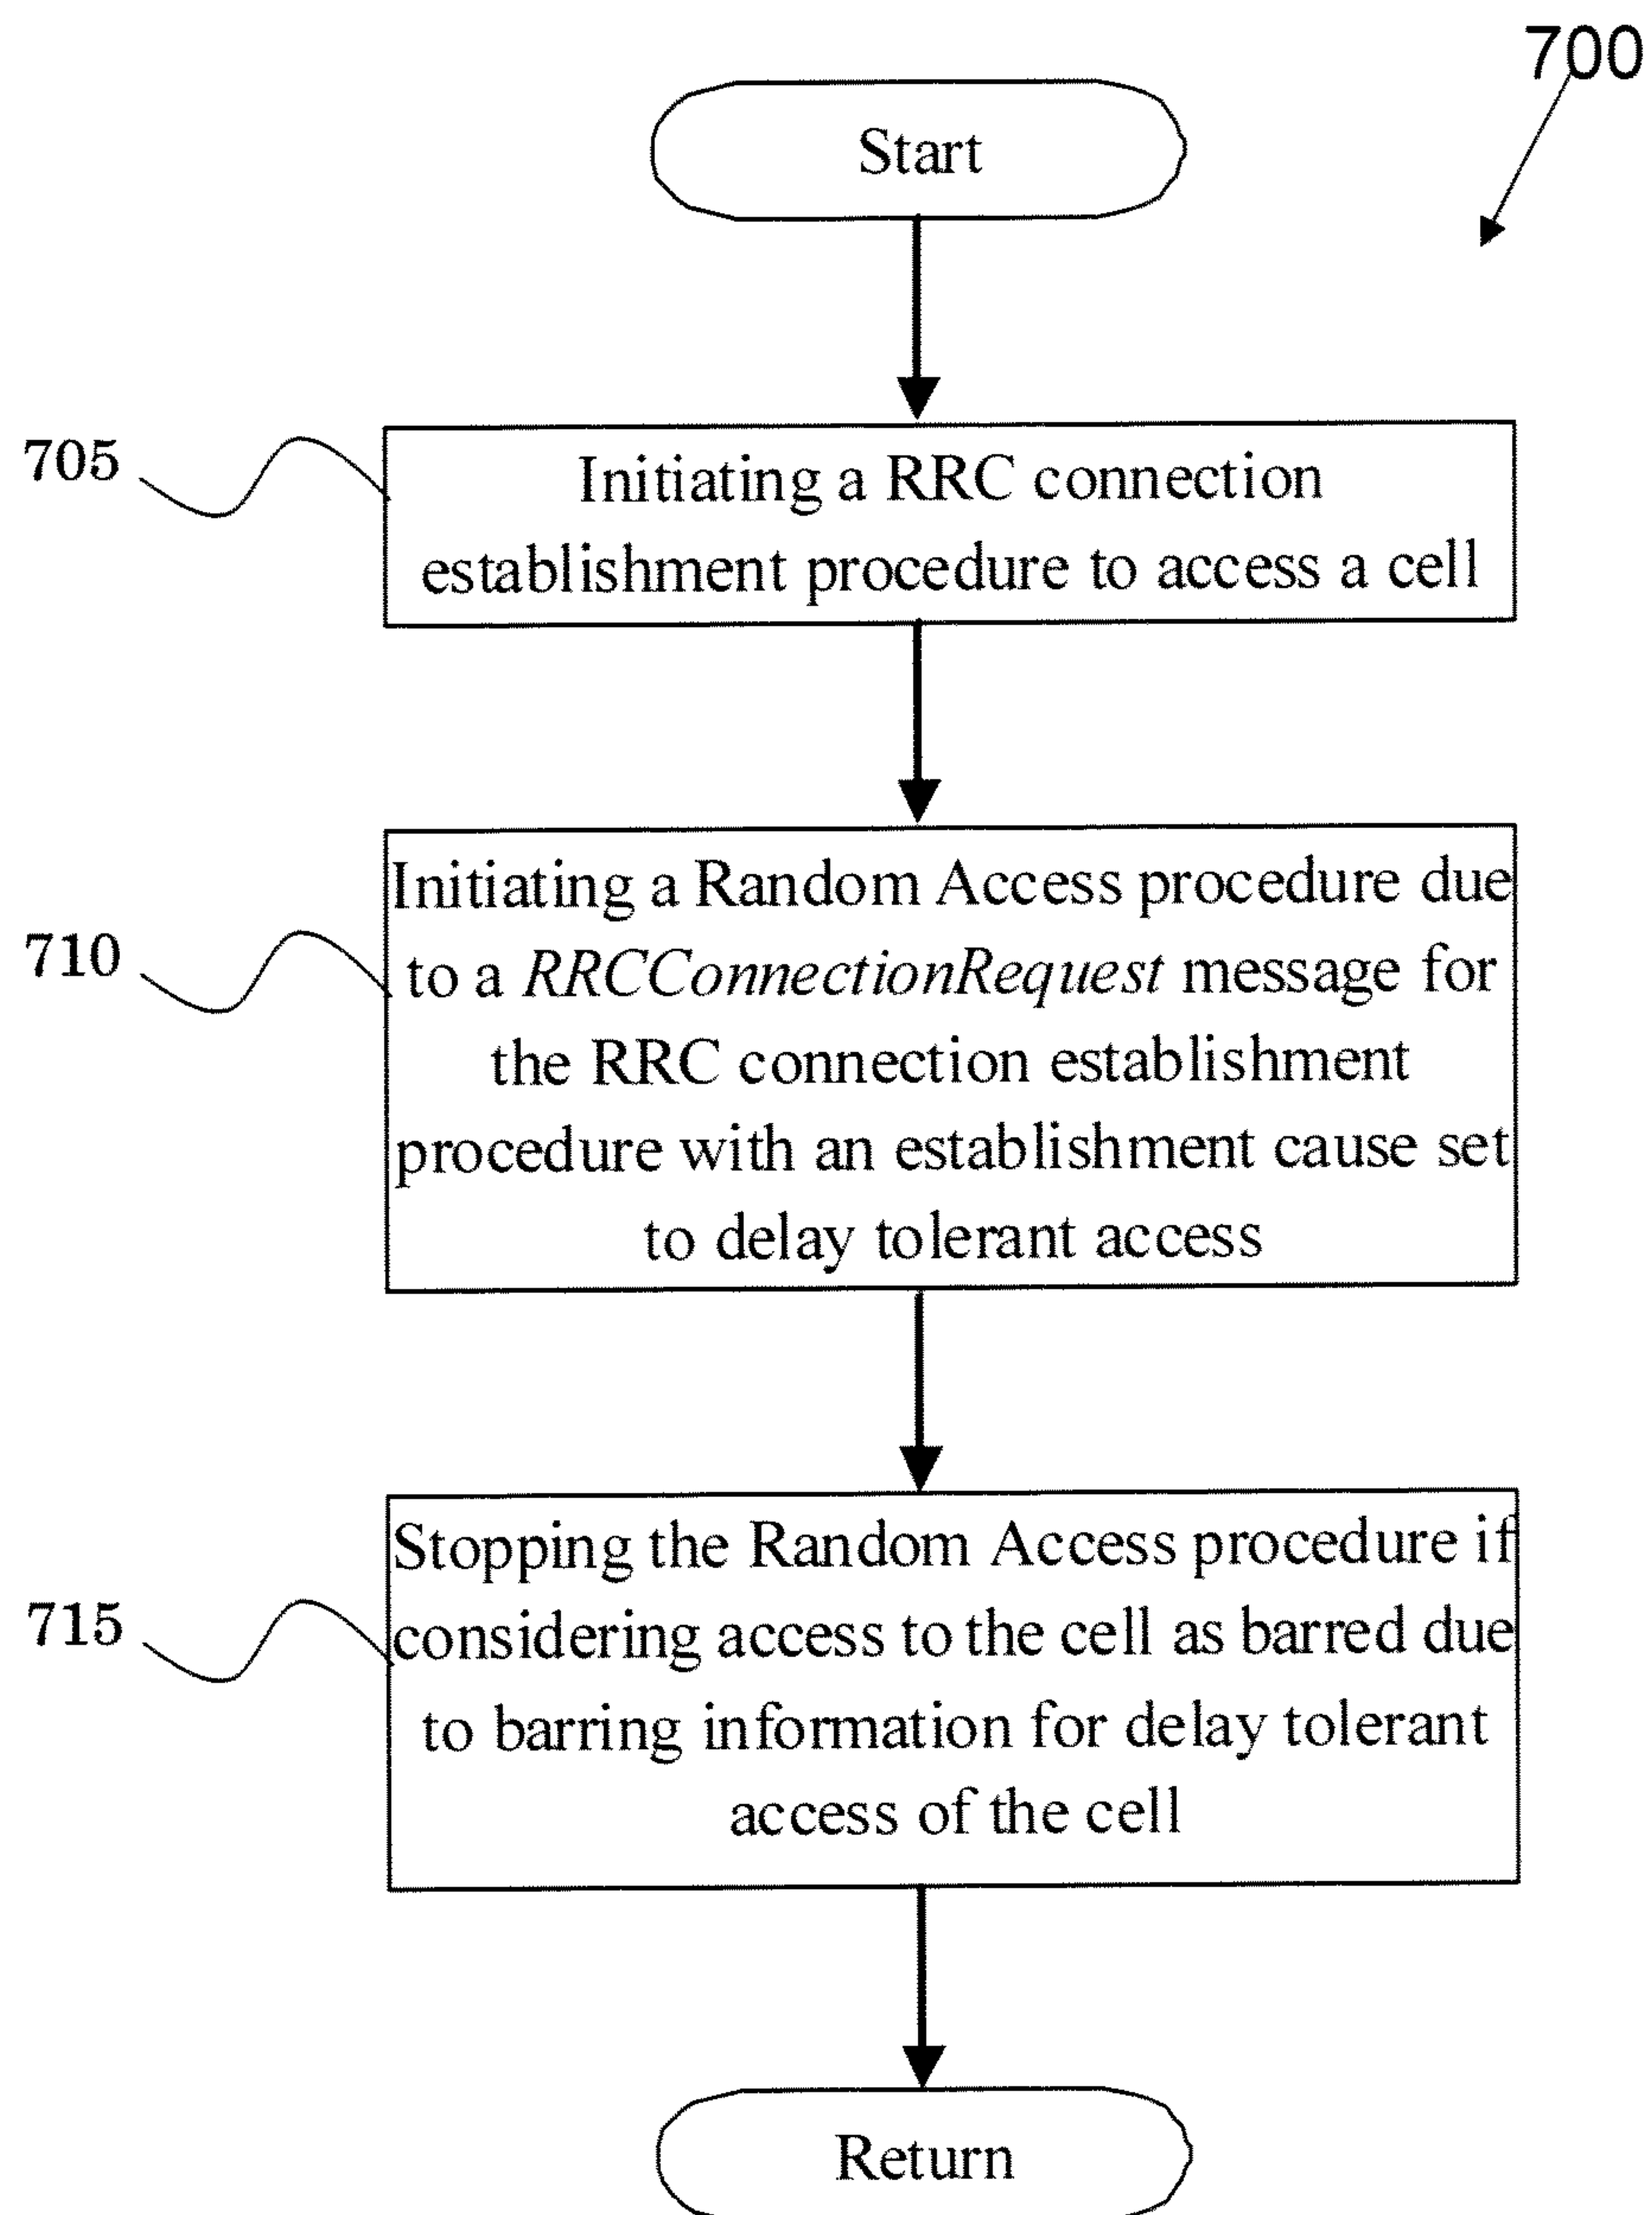 700
Start
705
Initiating a RRC connection
establishment procedure to access a cell
710
Initiating a Random Access procedure due
to a RRCConnectionRequest message for
the RRC connection establishment
procedure with an establishment cause set
to delay tolerant access
715
Stopping the Random Access procedure if
considering access to the cell as barred due
to barring information for delay tolerant
access of the cell
Return